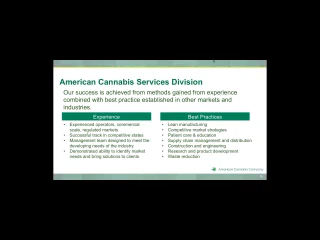 American Cannabis Services Division
Our success is achieved from methods gained from experience
combined with best practice established in other markets and
industries.
Experience
• Experienced operators, commercial
scale, regulated markets
• Successful track in competitive states
• Management team designed to meet the
developing needs of the industry
• Demonstrated ability to identify market
needs and bring solutions to clients
Best Practices
• Lean manufacturing
• Competitive market strategies
• Patient care & education
• Supply chain management and distribution
• Construction and engineering
• Research and product development
• Waste reduction
American Cannabis Company